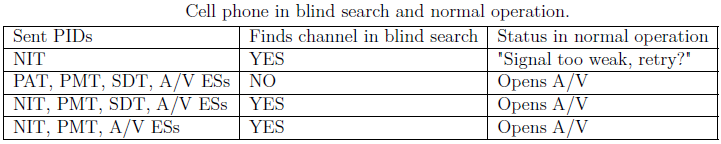 Cell phone in blind search and normal operation.
Sent PIDs Finds channel in blind search Status in normal operation
NIT YES "Signal too weak, retry?"
PAT, PMT, SDT, A/V ESs NO Opens A/V
NIT, PMT, SDT, A/V ESs YES Opens A/V
NIT, PMT, A/V ESs YES Opens A/V